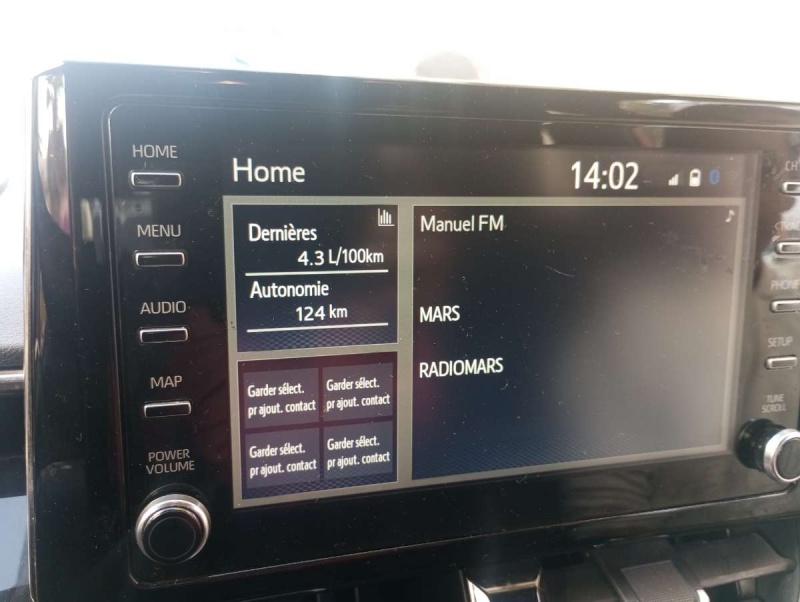 HOME
MENU
AUDIO
MAP
POWER
VOLUME
Home
14:02
Dernières
4.3 L/100km
Autonomie
124 km
Garder sélect.
pr ajout. contact
Garder sélect.
pr ajout. contact
Garder sélect.
pr ajout. contact
Garder sélect.
pr ajout. contact
Manuel FM
MARS
RADIOMARS
CH
PHONE
SETUP
TUNE
SCROLL